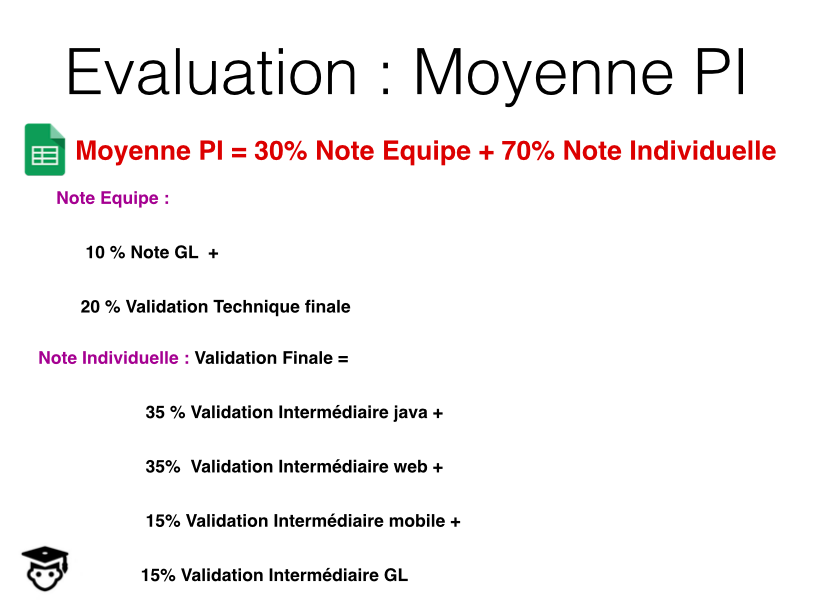 Evaluation : Moyenne PI
Moyenne PI = 30% Note Equipe + 70% Note Individuelle
Note Equipe :
10 % Note GL +
20 % Validation Technique finale
Note Individuelle : Validation Finale =
35 % Validation Intermédiaire java +
35% Validation Intermédiaire web +
15% Validation Intermédiaire mobile +
15% Validation Intermédiaire GL